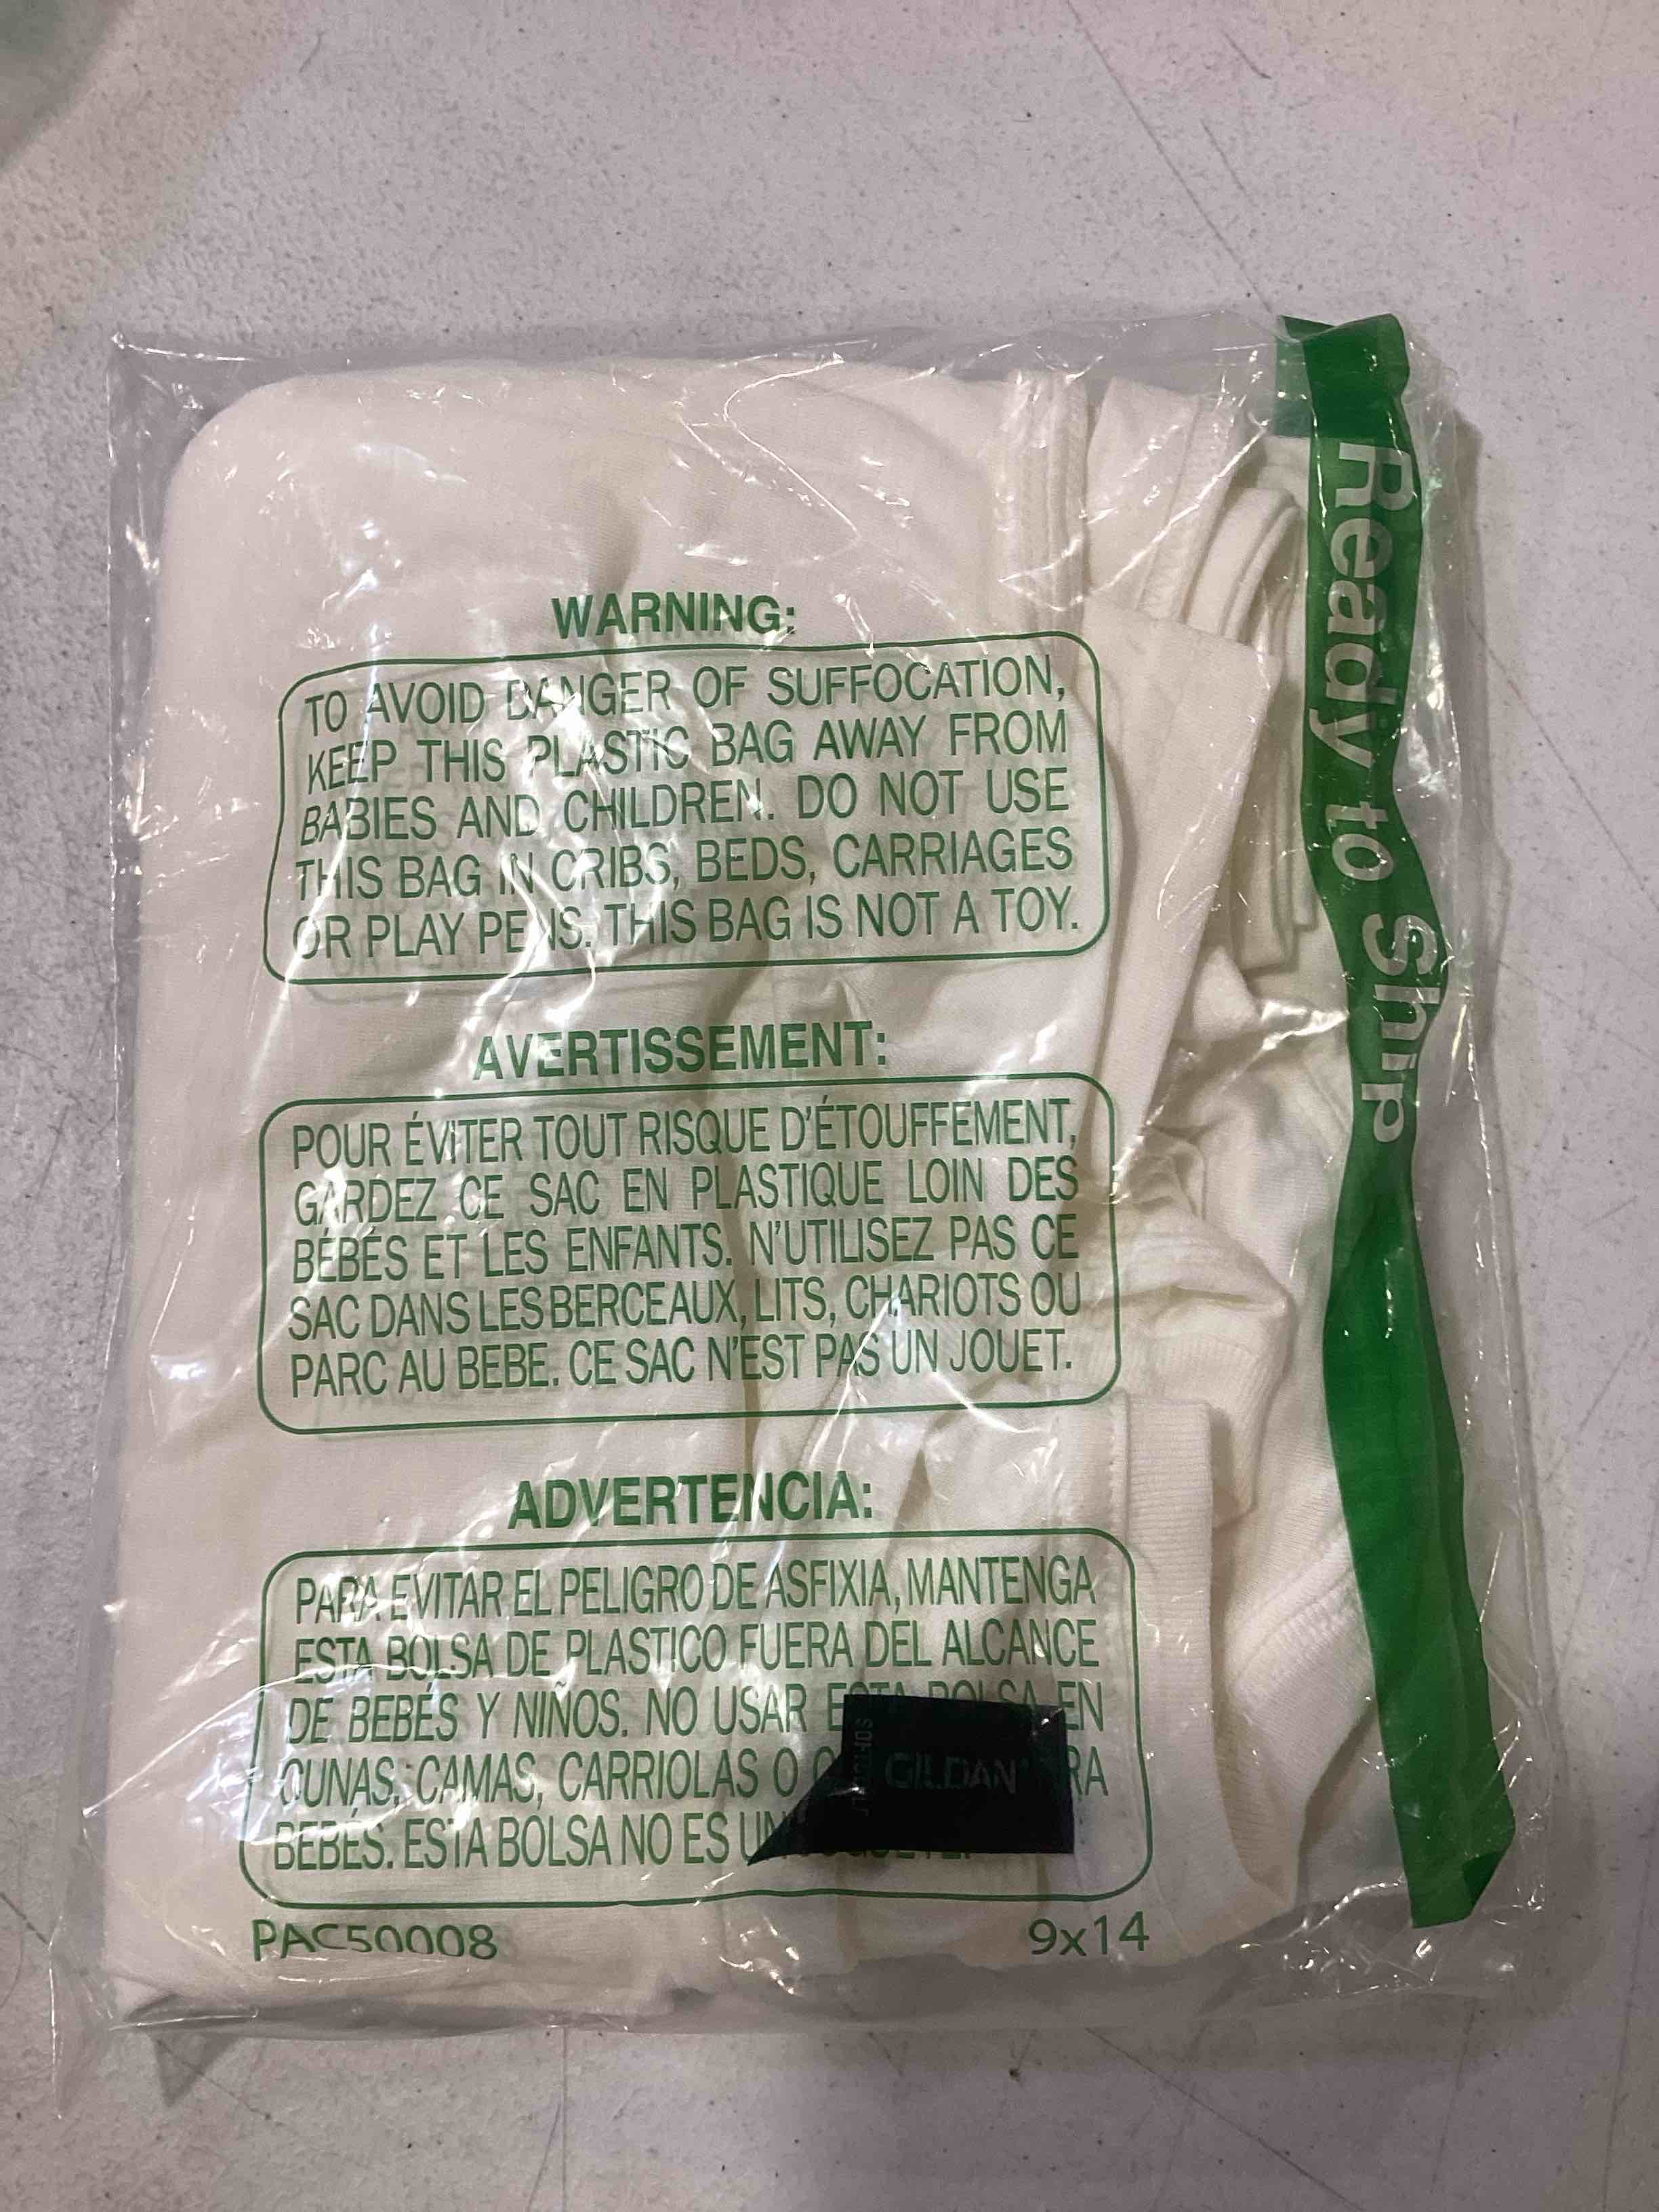 WARNING:
TO AVOID DANGER OF SUFFOCATION,
KEEP THIS PLASTIC BAG AWAY FROM
BABIES AND CHILDREN. DO NOT USE
THIS BAG IN CRIBS, BEDS, CARRIAGES
OR PLAY PENS. THIS BAG IS NOT A TOY.
AVERTISSEMENT:
POUR ÉVITER TOUT RISQUE D'ÉTOUFFEMENT,
GARDEZ CE SAC EN PLASTIQUE LOIN DES
BÉBÉS ET LES ENFANTS. N'UTILISEZ PAS CE
SAC DANS LES BERCEAUX, LITS, CHARIOTS OU
PARC AU BEBE. CE SAC N'EST PAS UN JOUET.
ADVERTENCIA:
PARA EVITAR EL PELIGRO DE ASFIXIA, MANTENGA
ESTA BOLSA DE PLASTICO FUERA DEL ALCANCE
DE BEBÉS Y NIÑOS. NO USAR ESTA BOLSA EN
CUNAS, CAMAS, CARRIOLAS O
BEBÉS. ESTA BOLSA NO ES UN
GILDAN
SOFTSTYLE
PAC50008
9x14
Ready to Ship